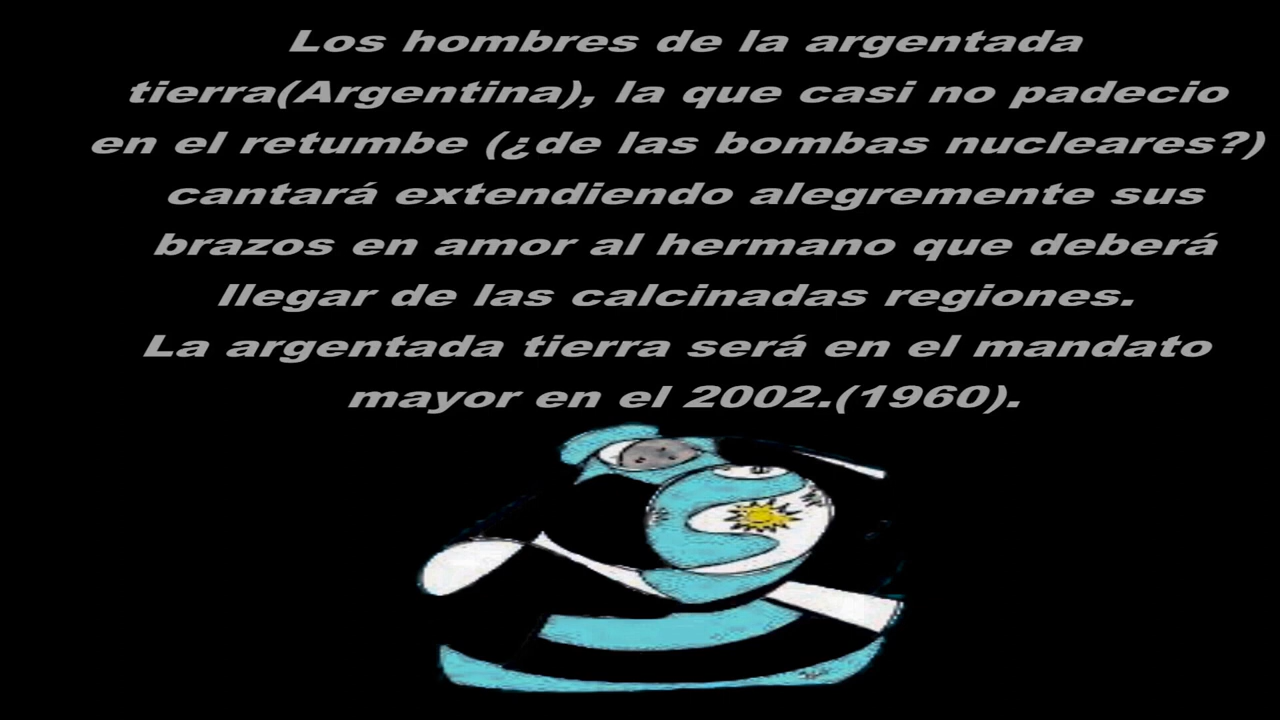 Los hombres de la argentada
tierra(Argentina), la que casi no padecio
en el retumbe (¿de las bombas nucleares?)
cantará extendiendo alegremente sus
brazos en amor al hermano que deberá
llegar de las calcinadas regiones.
La argentada tierra será en el mandato
mayor en el 2002.(1960).